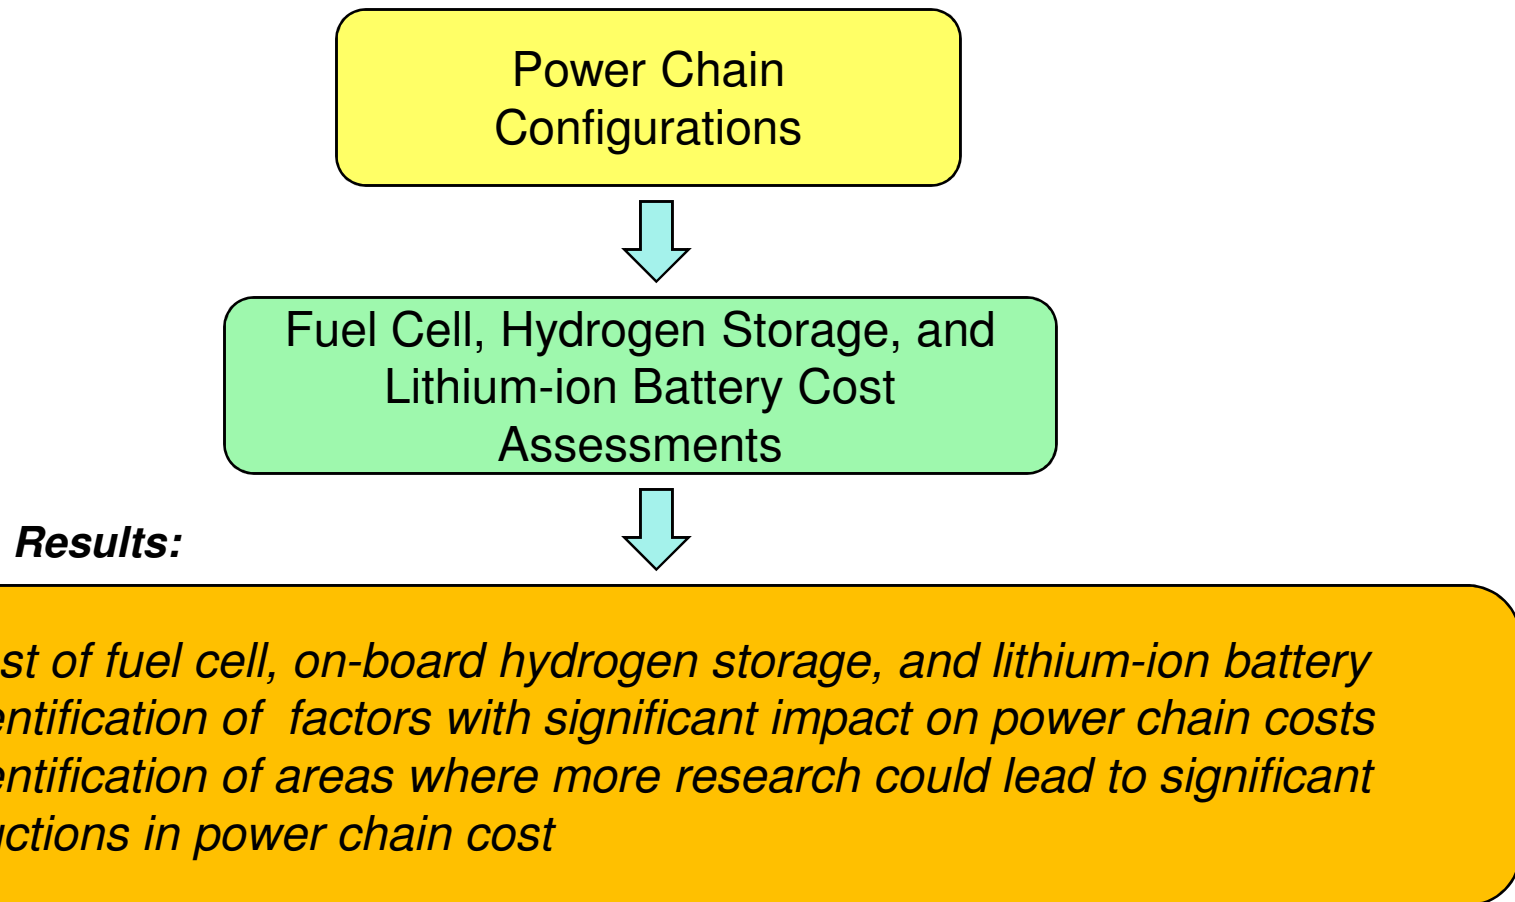 Power Chain
Configurations
Fuel Cell, Hydrogen Storage, and
Lithium-ion Battery Cost
Assessments
Results:
st of fuel cell, on-board hydrogen storage, and lithium-ion battery
entification of  factors with significant impact on power chain costs
entification of areas where more research could lead to significant
uctions in power chain cost